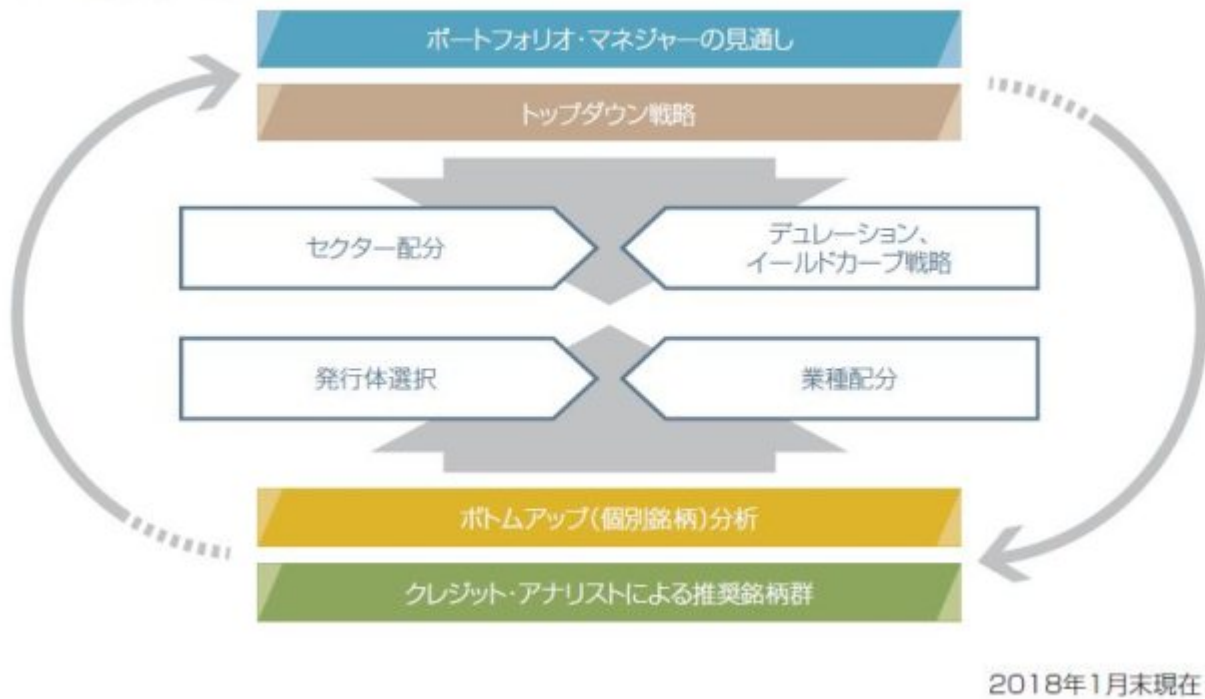 ポートフォリオ・マネジャーの見通し
トップダウン戦略
セクター配分
デュレーション、
イールドカーブ戦略
発行体選択
業種配分
ボトムアップ(個別銘柄)分析
クレジット・アナリストによる推奨銘柄群
2018年1月末現在